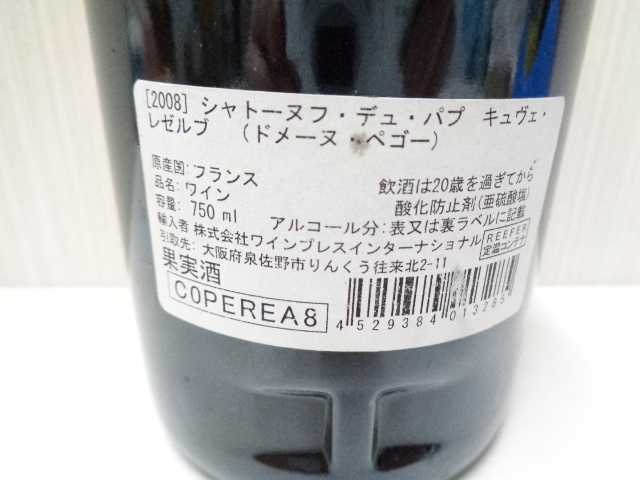 [2008] シャトーヌフ・デュ・パプ キュヴェ・
レゼルブ (ドメーヌ・ペゴー)
原産国: フランス
品名: ワイン 飲酒は20歳を過ぎてから
容量: 750 ml 酸化防止剤(亜硫酸塩)
アルコール分: 表又は裏ラベルに記載
輸入者 株式会社ワインプレスインターナショナル
引取先: 大阪府泉佐野市りんくう往来北2-11
REEFER
定温コンテナ
果実酒
C0PEREA8
4 529384 013285